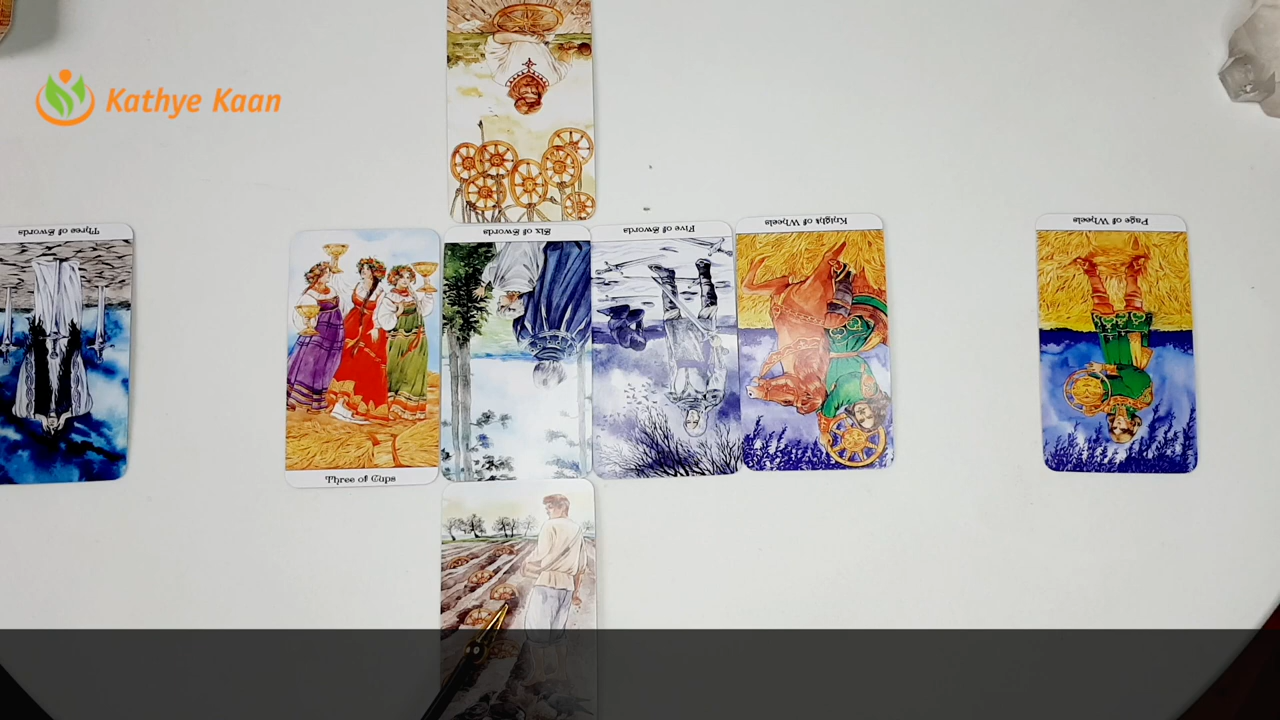 Kathye Kaan
Three of Swords
Six of Swords
Five of Swords
Knight of Wheels
Page of Wheels
Three of Cups